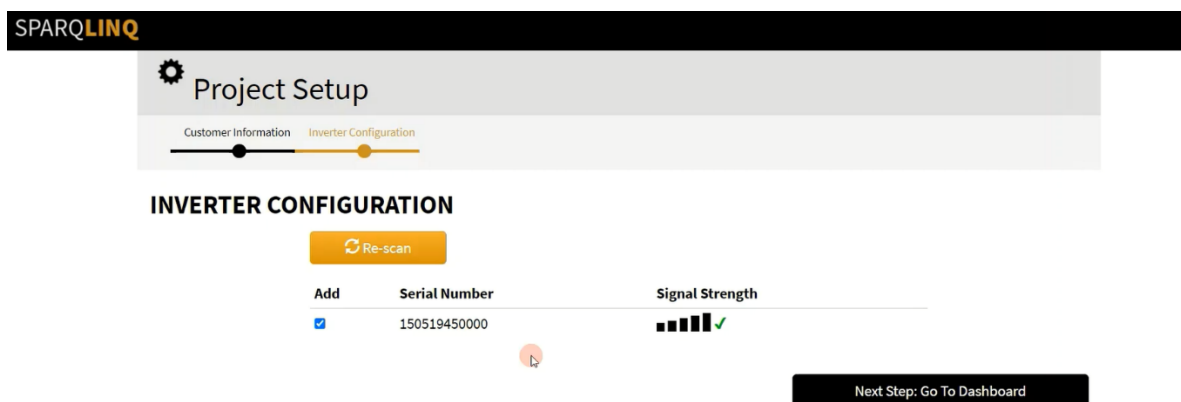 SPARQLINQ
Project Setup
Customer Information Inverter Configuration
INVERTER CONFIGURATION
Re-scan
Add Serial Number Signal Strength
150519450000
Next Step: Go To Dashboard